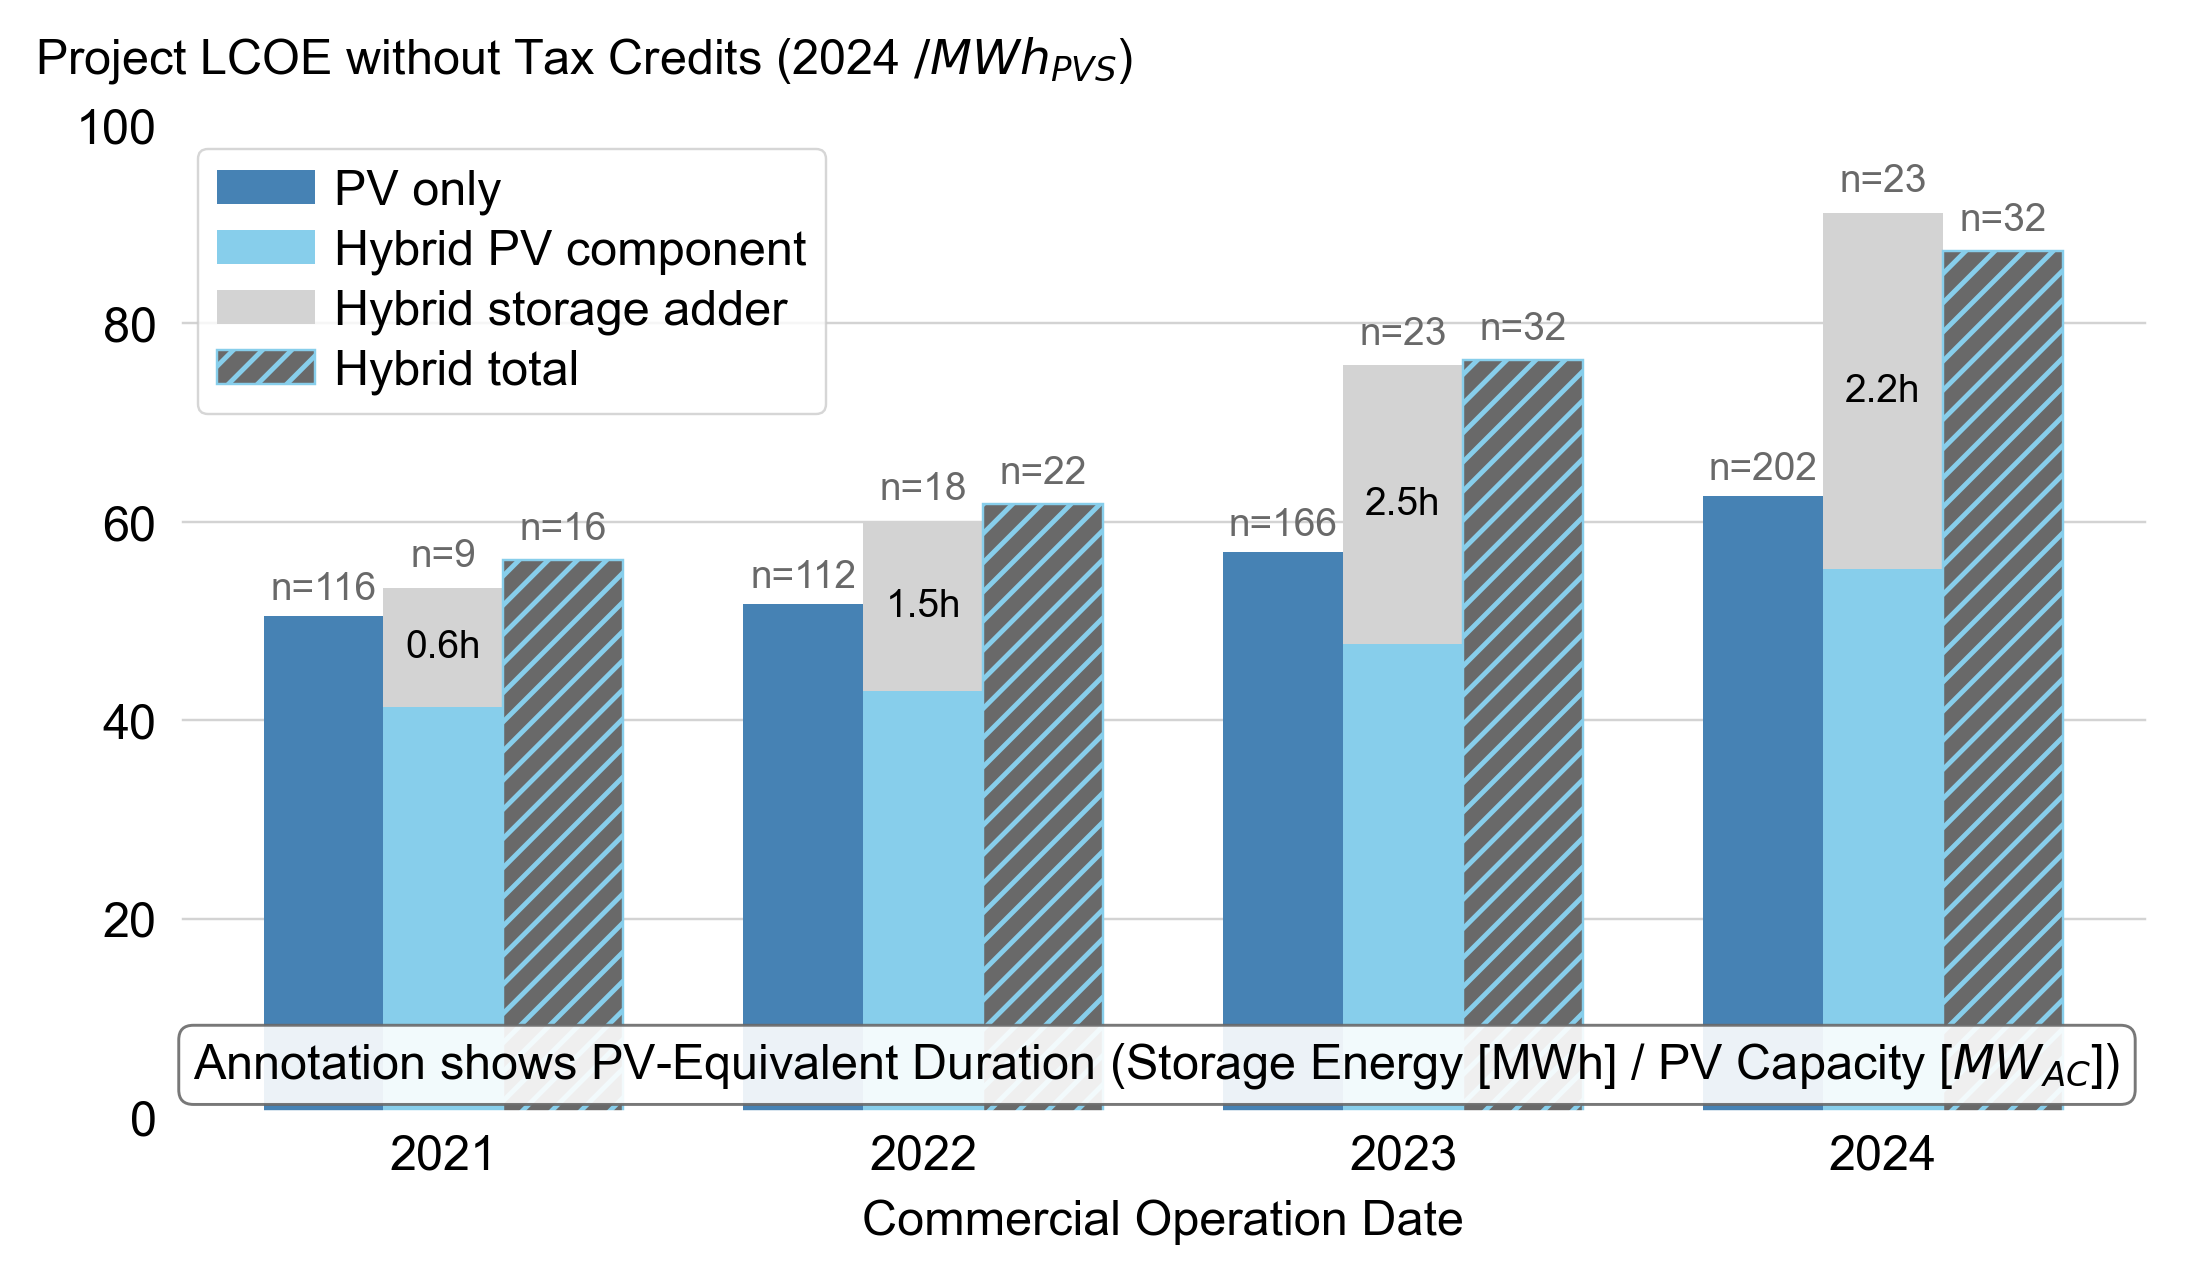 Project LCOE without Tax Credits (2024 /MWh_PVS)
100
80
60
40
20
0
PV only
Hybrid PV component
Hybrid storage adder
Hybrid total
n=116
n=9
n=16
0.6h
n=112
n=18
n=22
1.5h
n=166
n=23
n=32
2.5h
n=202
n=23
n=32
2.2h
Annotation shows PV-Equivalent Duration (Storage Energy [MWh] / PV Capacity [MW_AC])
2021
2022
2023
2024
Commercial Operation Date